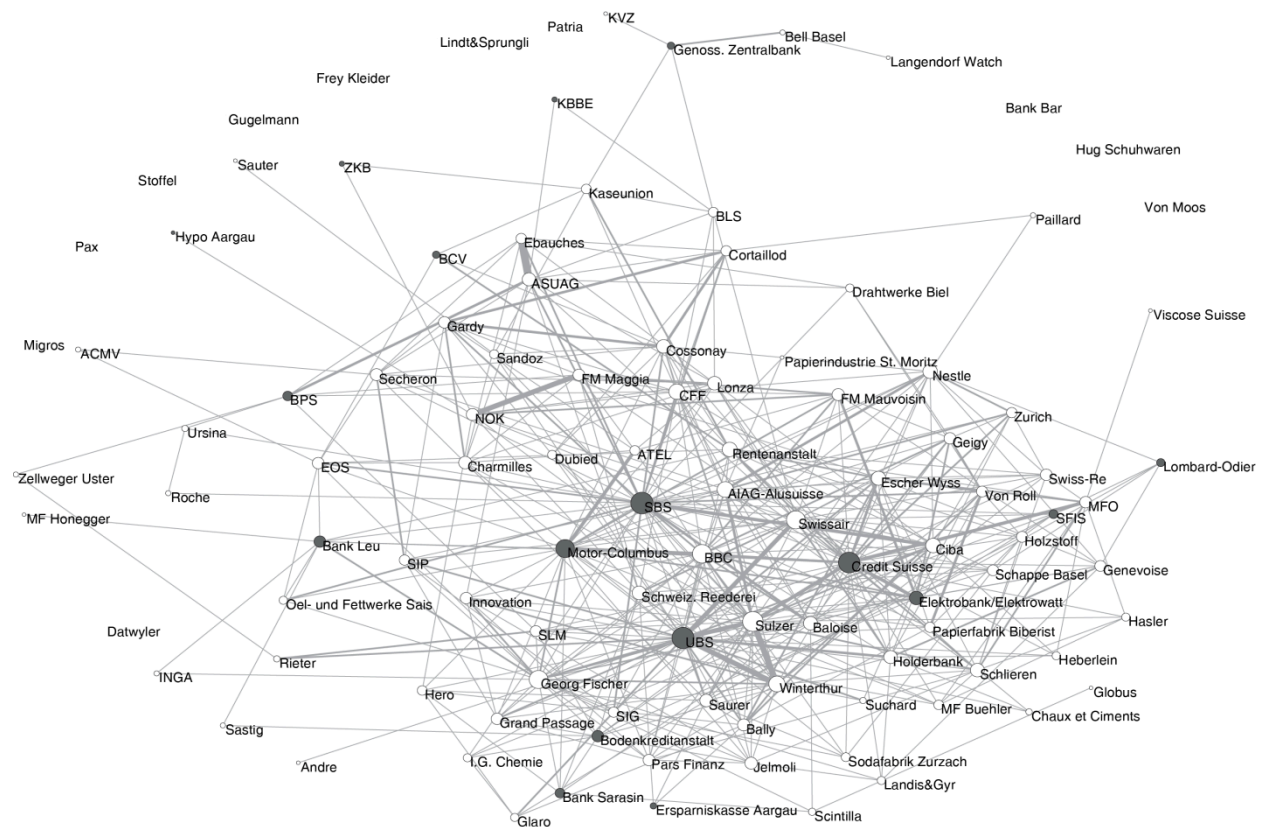 KVZ
Patria
Bell Basel
Lindt&Sprungli
Genoss. Zentralbank
Langendorf Watch
Frey Kleider
KBBE
Bank Bar
Gugelmann
Hug Schuhwaren
Sauter
ZKB
Stoffel
Kaseunion
Von Moos
BLS
Paillard
Hypo Aargau
Pax
Ebauches
Cortaillod
BCV
ASUAG
Drahtwerke Biel
Viscose Suisse
Gardy
Migros
ACMV
Cossonay
Sandoz
Papierindustrie St. Moritz
Nestle
Secheron
FM Maggia
Lonza
CFF
BPS
FM Mauvoisin
Zurich
NOK
Ursina
Geigy
ATEL
Rentenanstalt
Dubied
EOS
Charmilles
Lombard-Odier
Zellweger Uster
Swiss-Re
Escher Wyss
Roche
AIAG-Alusuisse
Von Roll
SBS
MFO
MF Honegger
SFIS
Swissair
Holzstoff
Bank Leu
Motor-Columbus
BBC
Ciba
SIP
Credit Suisse
Schappe Basel
Genevoise
Schweiz. Reederei
Oel- und Fettwerke Sais
Innovation
Elektrobank/Elektrowatt
Hasler
Datwyler
SLM
Sulzer
Baloise
Papierfabrik Biberist
UBS
Rieter
Holderbank
Heberlein
INGA
Georg Fischer
Winterthur
Schlieren
Hero
Globus
Saurer
Suchard
MF Buehler
Chaux et Ciments
SIG
Grand Passage
Sastig
Bally
Bodenkreditanstalt
I.G. Chemie
Pars Finanz
Sodafabrik Zurzach
Andre
Jelmoli
Landis&Gyr
Bank Sarasin
Ersparniskasse Aargau
Scintilla
Glaro